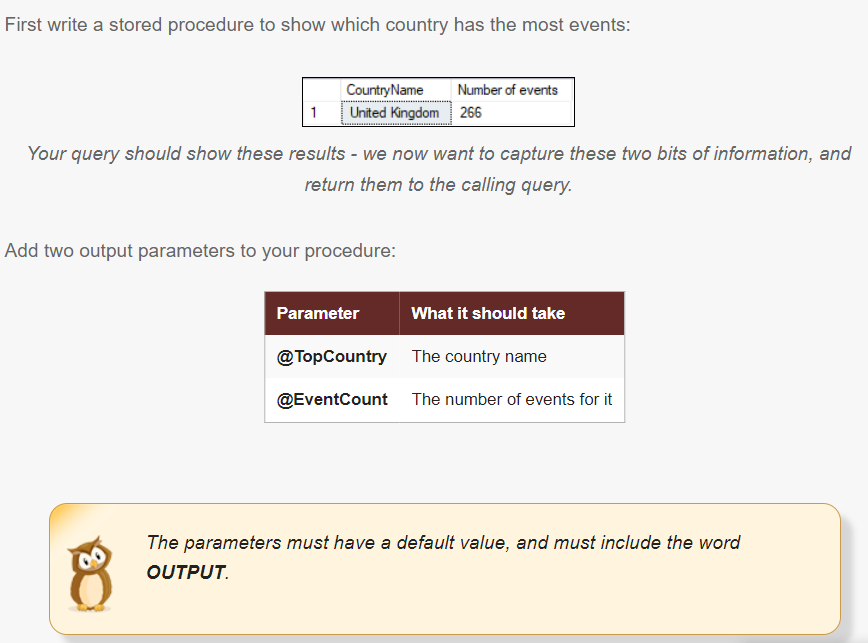 First write a stored procedure to show which country has the most events:
CountryName Number of events
1 United Kingdom 266
Your query should show these results - we now want to capture these two bits of information, and
return them to the calling query.
Add two output parameters to your procedure:
Parameter What it should take
@TopCountry The country name
@EventCount The number of events for it
The parameters must have a default value, and must include the word
OUTPUT.